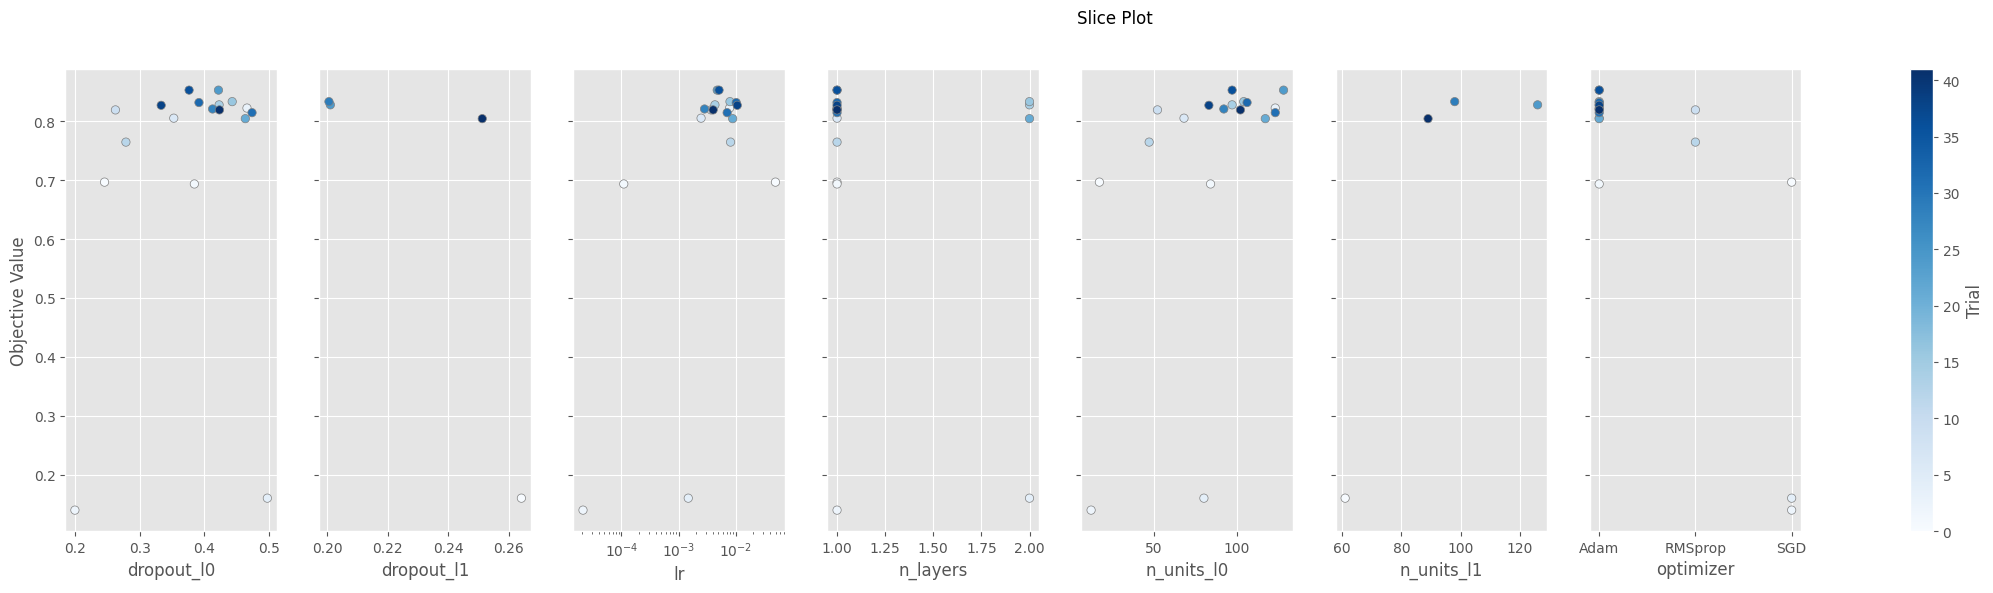 Slice Plot
Objective Value
0.8
0.7
0.6
0.5
0.4
0.3
0.2
0.2 0.3 0.4 0.5
dropout_l0
0.20 0.22 0.24 0.26
dropout_l1
10⁻⁴ 10⁻³ 10⁻²
lr
1.00 1.25 1.50 1.75 2.00
n_layers
50 100
n_units_l0
60 80 100 120
n_units_l1
Adam RMSprop SGD
optimizer
40
35
30
25
20
15
10
5
0
Trial